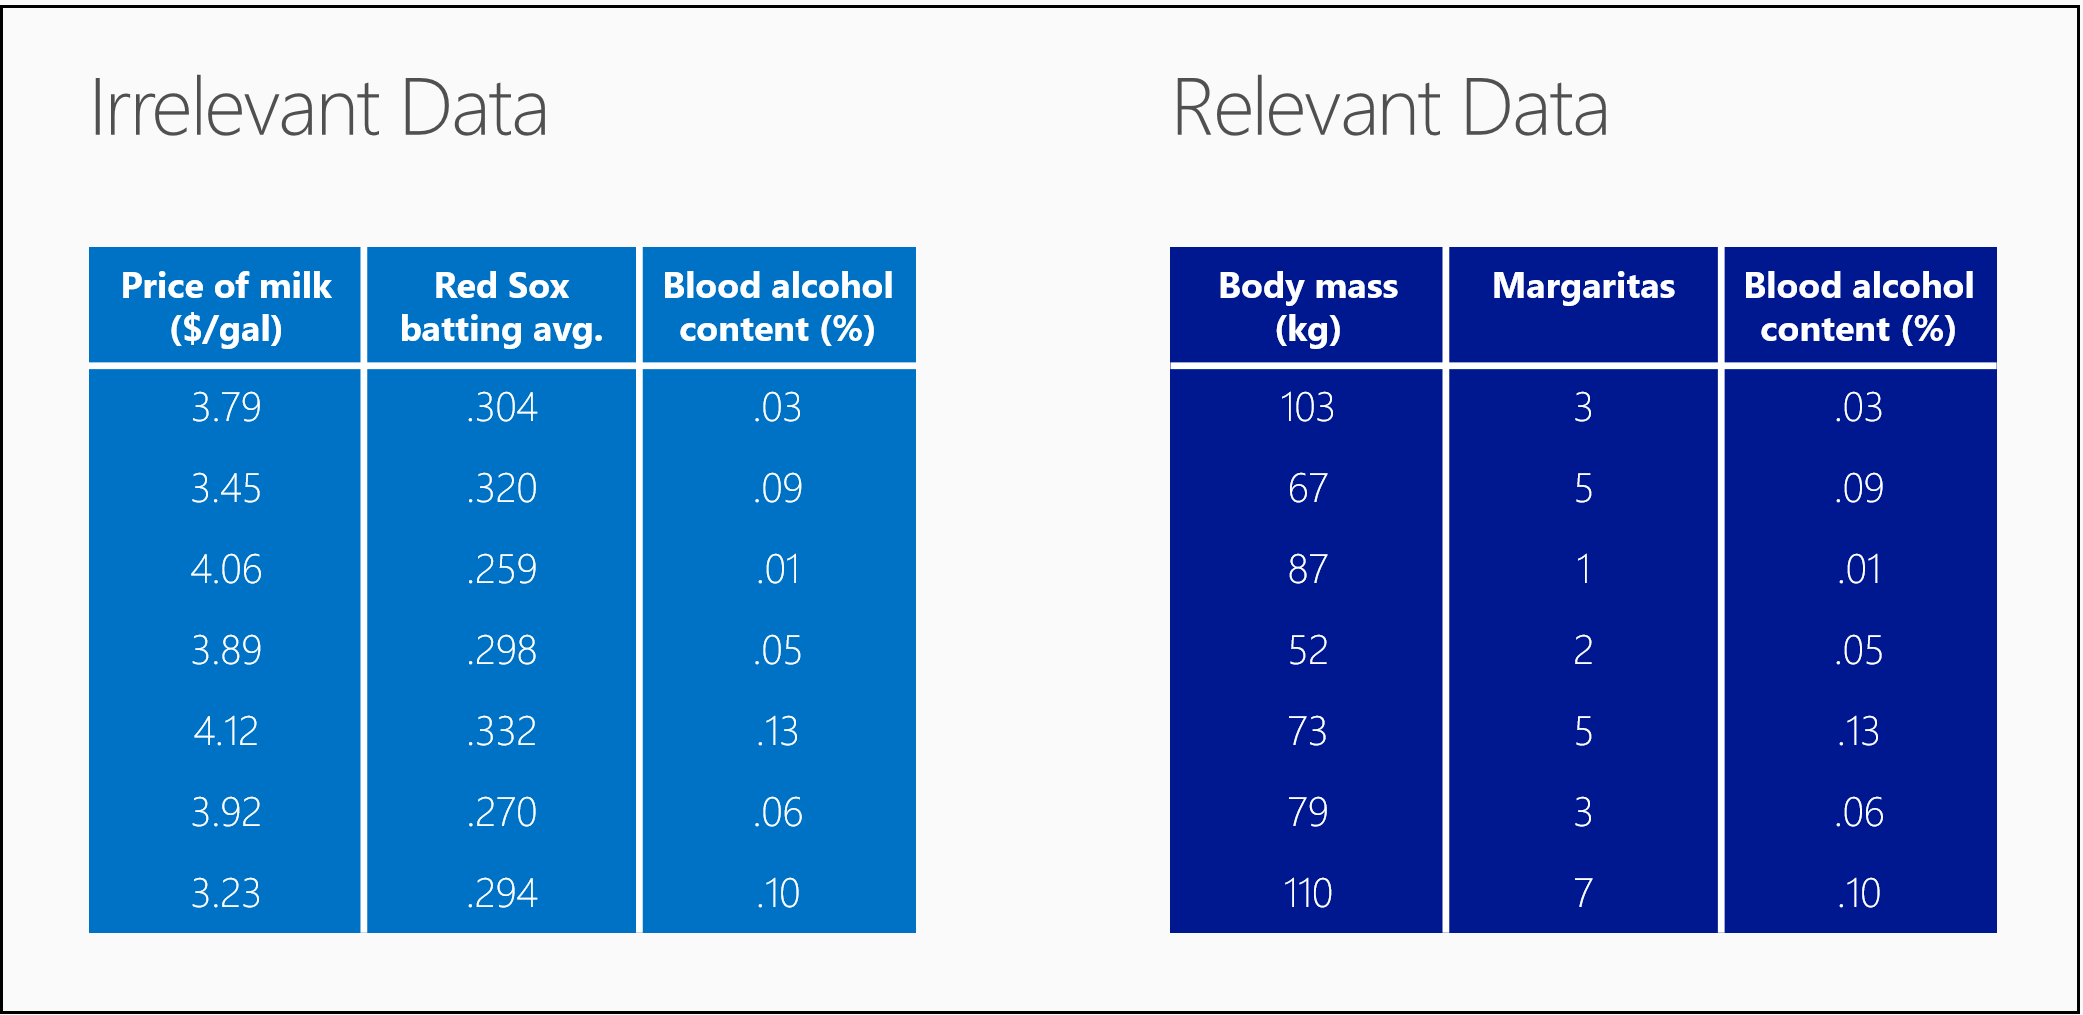 Irrelevant Data
Price of milk ($/gal) Red Sox batting avg. Blood alcohol content (%)
3.79 .304 .03
3.45 .320 .09
4.06 .259 .01
3.89 .298 .05
4.12 .332 .13
3.92 .270 .06
3.23 .294 .10
Relevant Data
Body mass (kg) Margaritas Blood alcohol content (%)
103 3 .03
67 5 .09
87 1 .01
52 2 .05
73 5 .13
79 3 .06
110 7 .10